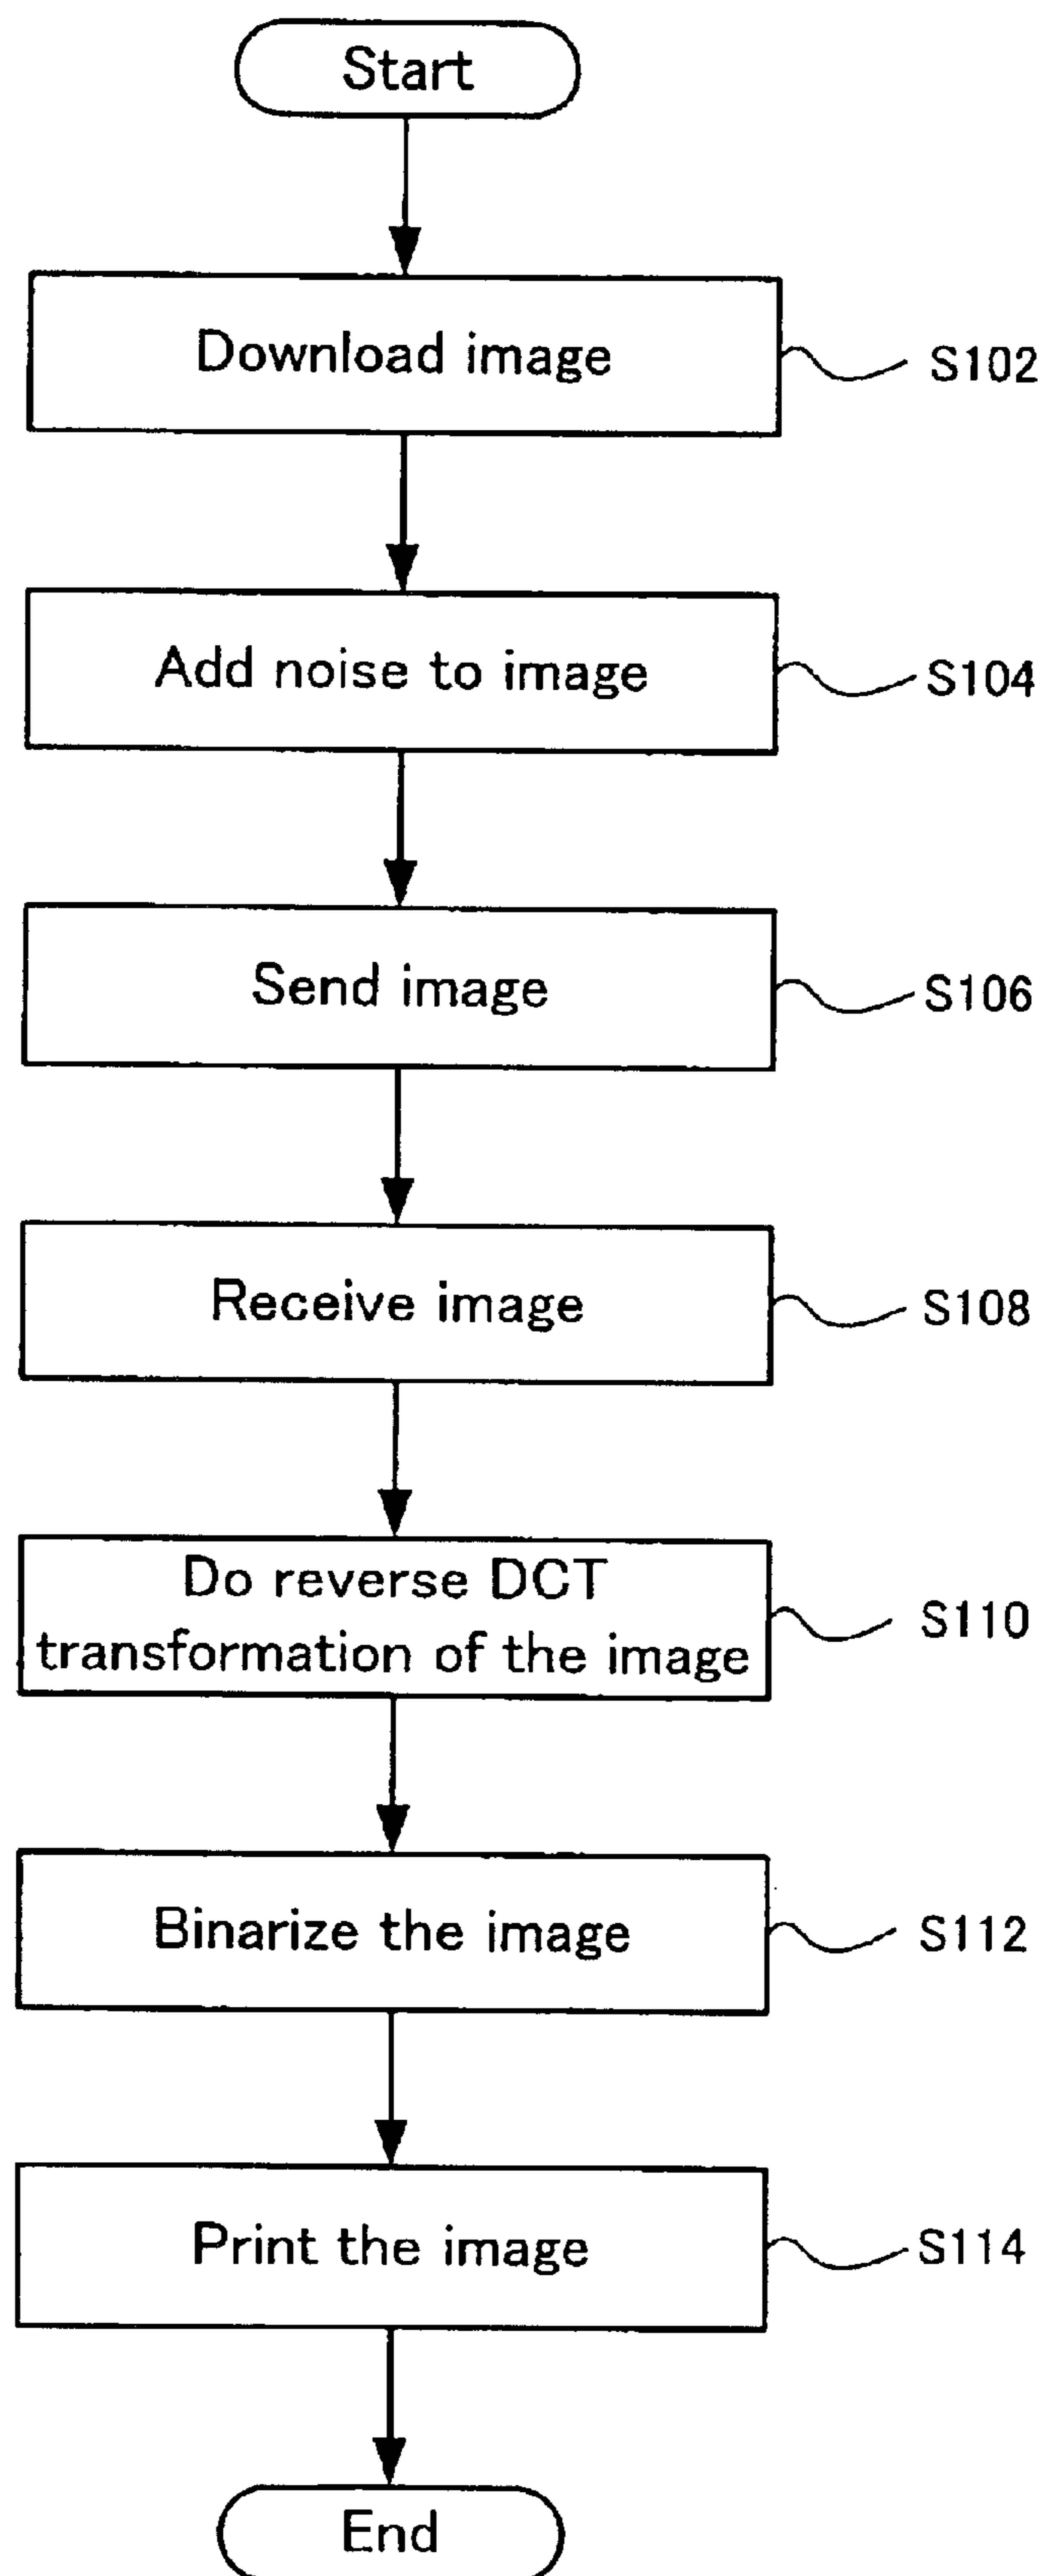 Start
Download image
S102
Add noise to image
S104
Send image
S106
Receive image
S108
Do reverse DCT
transformation of the image
S110
Binarize the image
S112
Print the image
S114
End